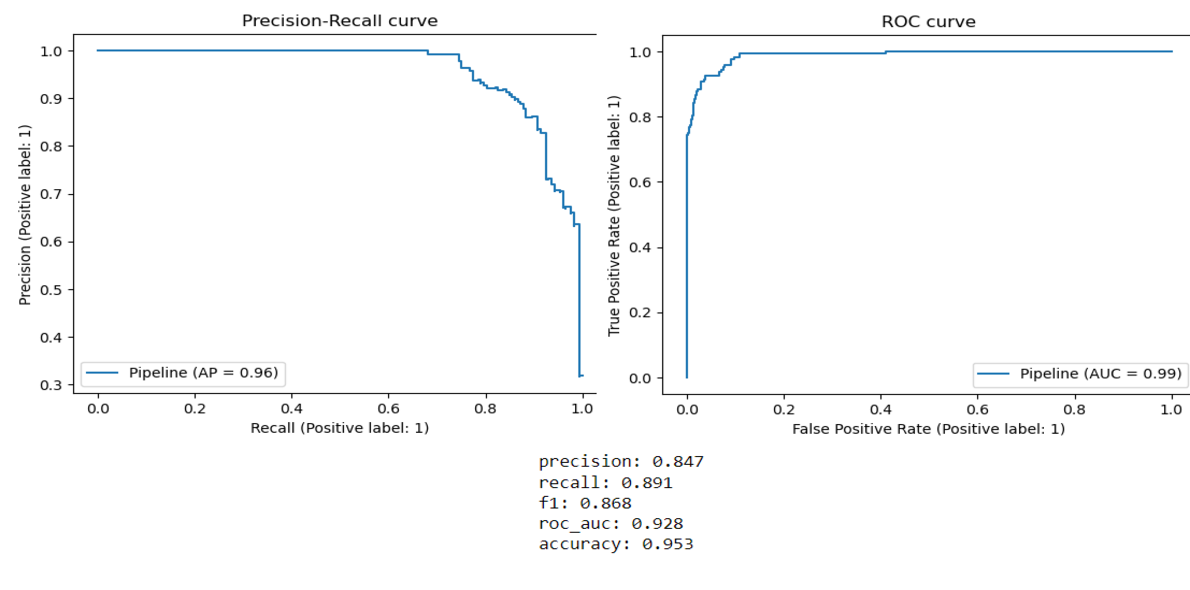 Precision-Recall curve
1.0
0.9
0.8
0.7
0.6
0.5
0.4
0.3
Precision (Positive label: 1)
Pipeline (AP = 0.96)
0.0 0.2 0.4 0.6 0.8 1.0
Recall (Positive label: 1)
ROC curve
1.0
0.8
0.6
0.4
0.2
0.0
True Positive Rate (Positive label: 1)
Pipeline (AUC = 0.99)
0.0 0.2 0.4 0.6 0.8 1.0
False Positive Rate (Positive label: 1)
precision: 0.847
recall: 0.891
f1: 0.868
roc_auc: 0.928
accuracy: 0.953